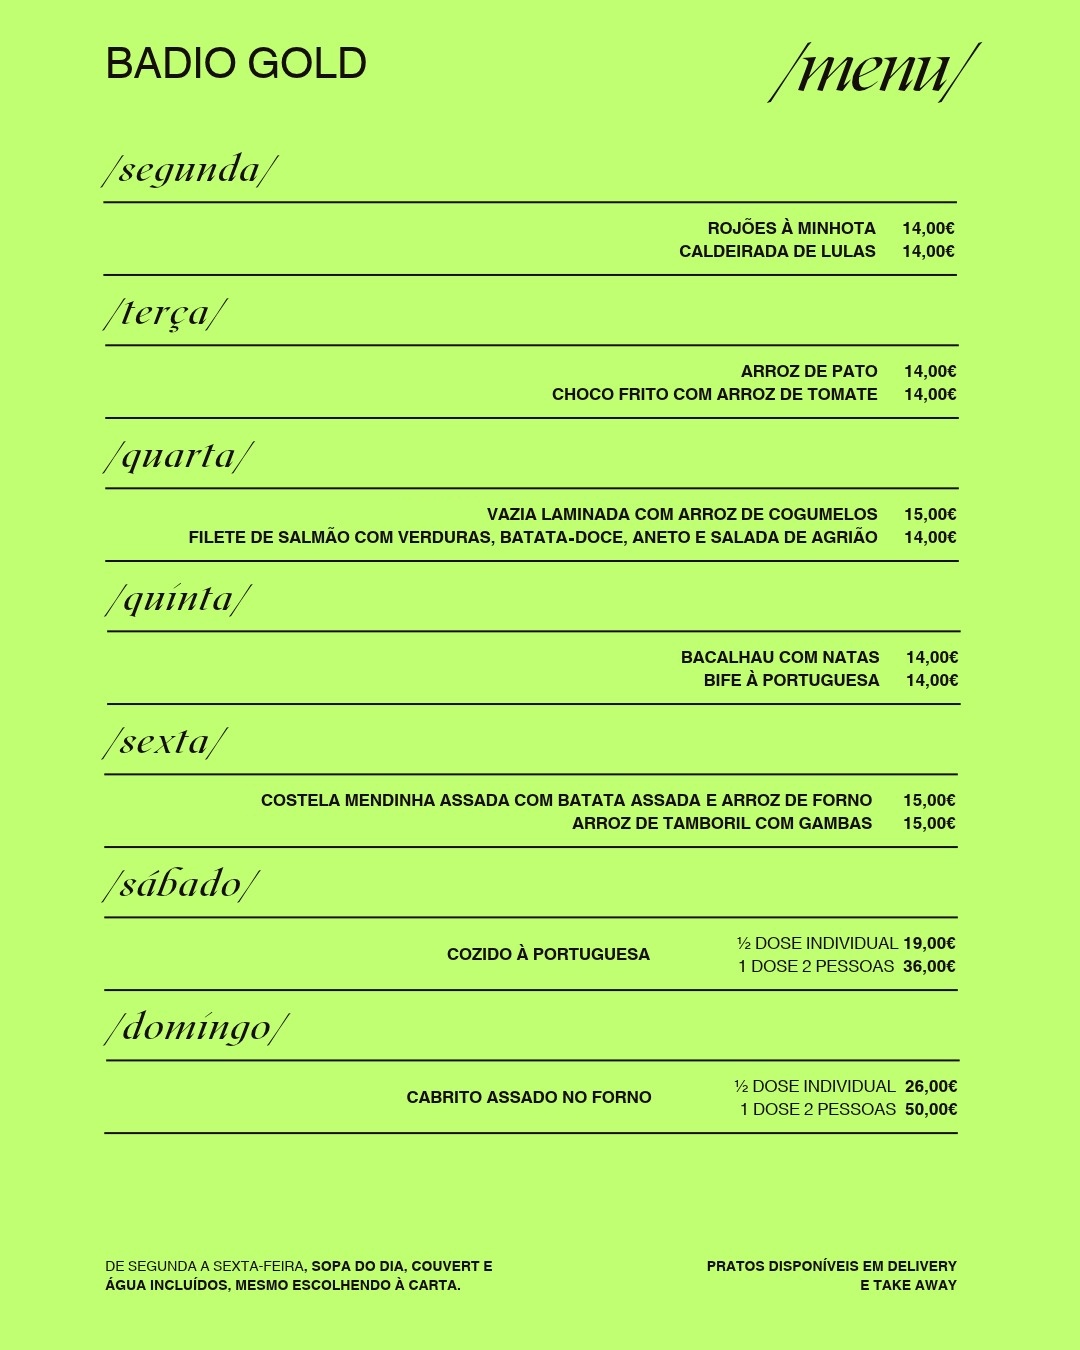 BADIO GOLD
/menu/
/segunda/
ROJÕES À MINHOTA 14,00€
CALDEIRADA DE LULAS 14,00€
/terça/
ARROZ DE PATO 14,00€
CHOCO FRITO COM ARROZ DE TOMATE 14,00€
/quarta/
VAZIA LAMINADA COM ARROZ DE COGUMELOS 15,00€
FILETE DE SALMÃO COM VERDURAS, BATATA-DOCE, ANETO E SALADA DE AGRIÃO 14,00€
/quinta/
BACALHAU COM NATAS 14,00€
BIFE À PORTUGUESA 14,00€
/sexta/
COSTELA MENDINHA ASSADA COM BATATA ASSADA E ARROZ DE FORNO 15,00€
ARROZ DE TAMBORIL COM GAMBAS 15,00€
/sábado/
COZIDO À PORTUGUESA
½ DOSE INDIVIDUAL 19,00€
1 DOSE 2 PESSOAS 36,00€
/domingo/
CABRITO ASSADO NO FORNO
½ DOSE INDIVIDUAL 26,00€
1 DOSE 2 PESSOAS 50,00€
DE SEGUNDA A SEXTA-FEIRA, SOPA DO DIA, COUVERT E
ÁGUA INCLUÍDOS, MESMO ESCOLHENDO À CARTA.
PRATOS DISPONÍVEIS EM DELIVERY
E TAKE AWAY